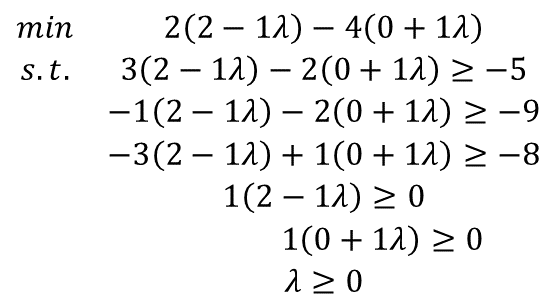 min 2(2 − 1λ) − 4(0 + 1λ)
s.t. 3(2 − 1λ) − 2(0 + 1λ) ≥ −5
−1(2 − 1λ) − 2(0 + 1λ) ≥ −9
−3(2 − 1λ) + 1(0 + 1λ) ≥ −8
1(2 − 1λ) ≥ 0
1(0 + 1λ) ≥ 0
λ ≥ 0